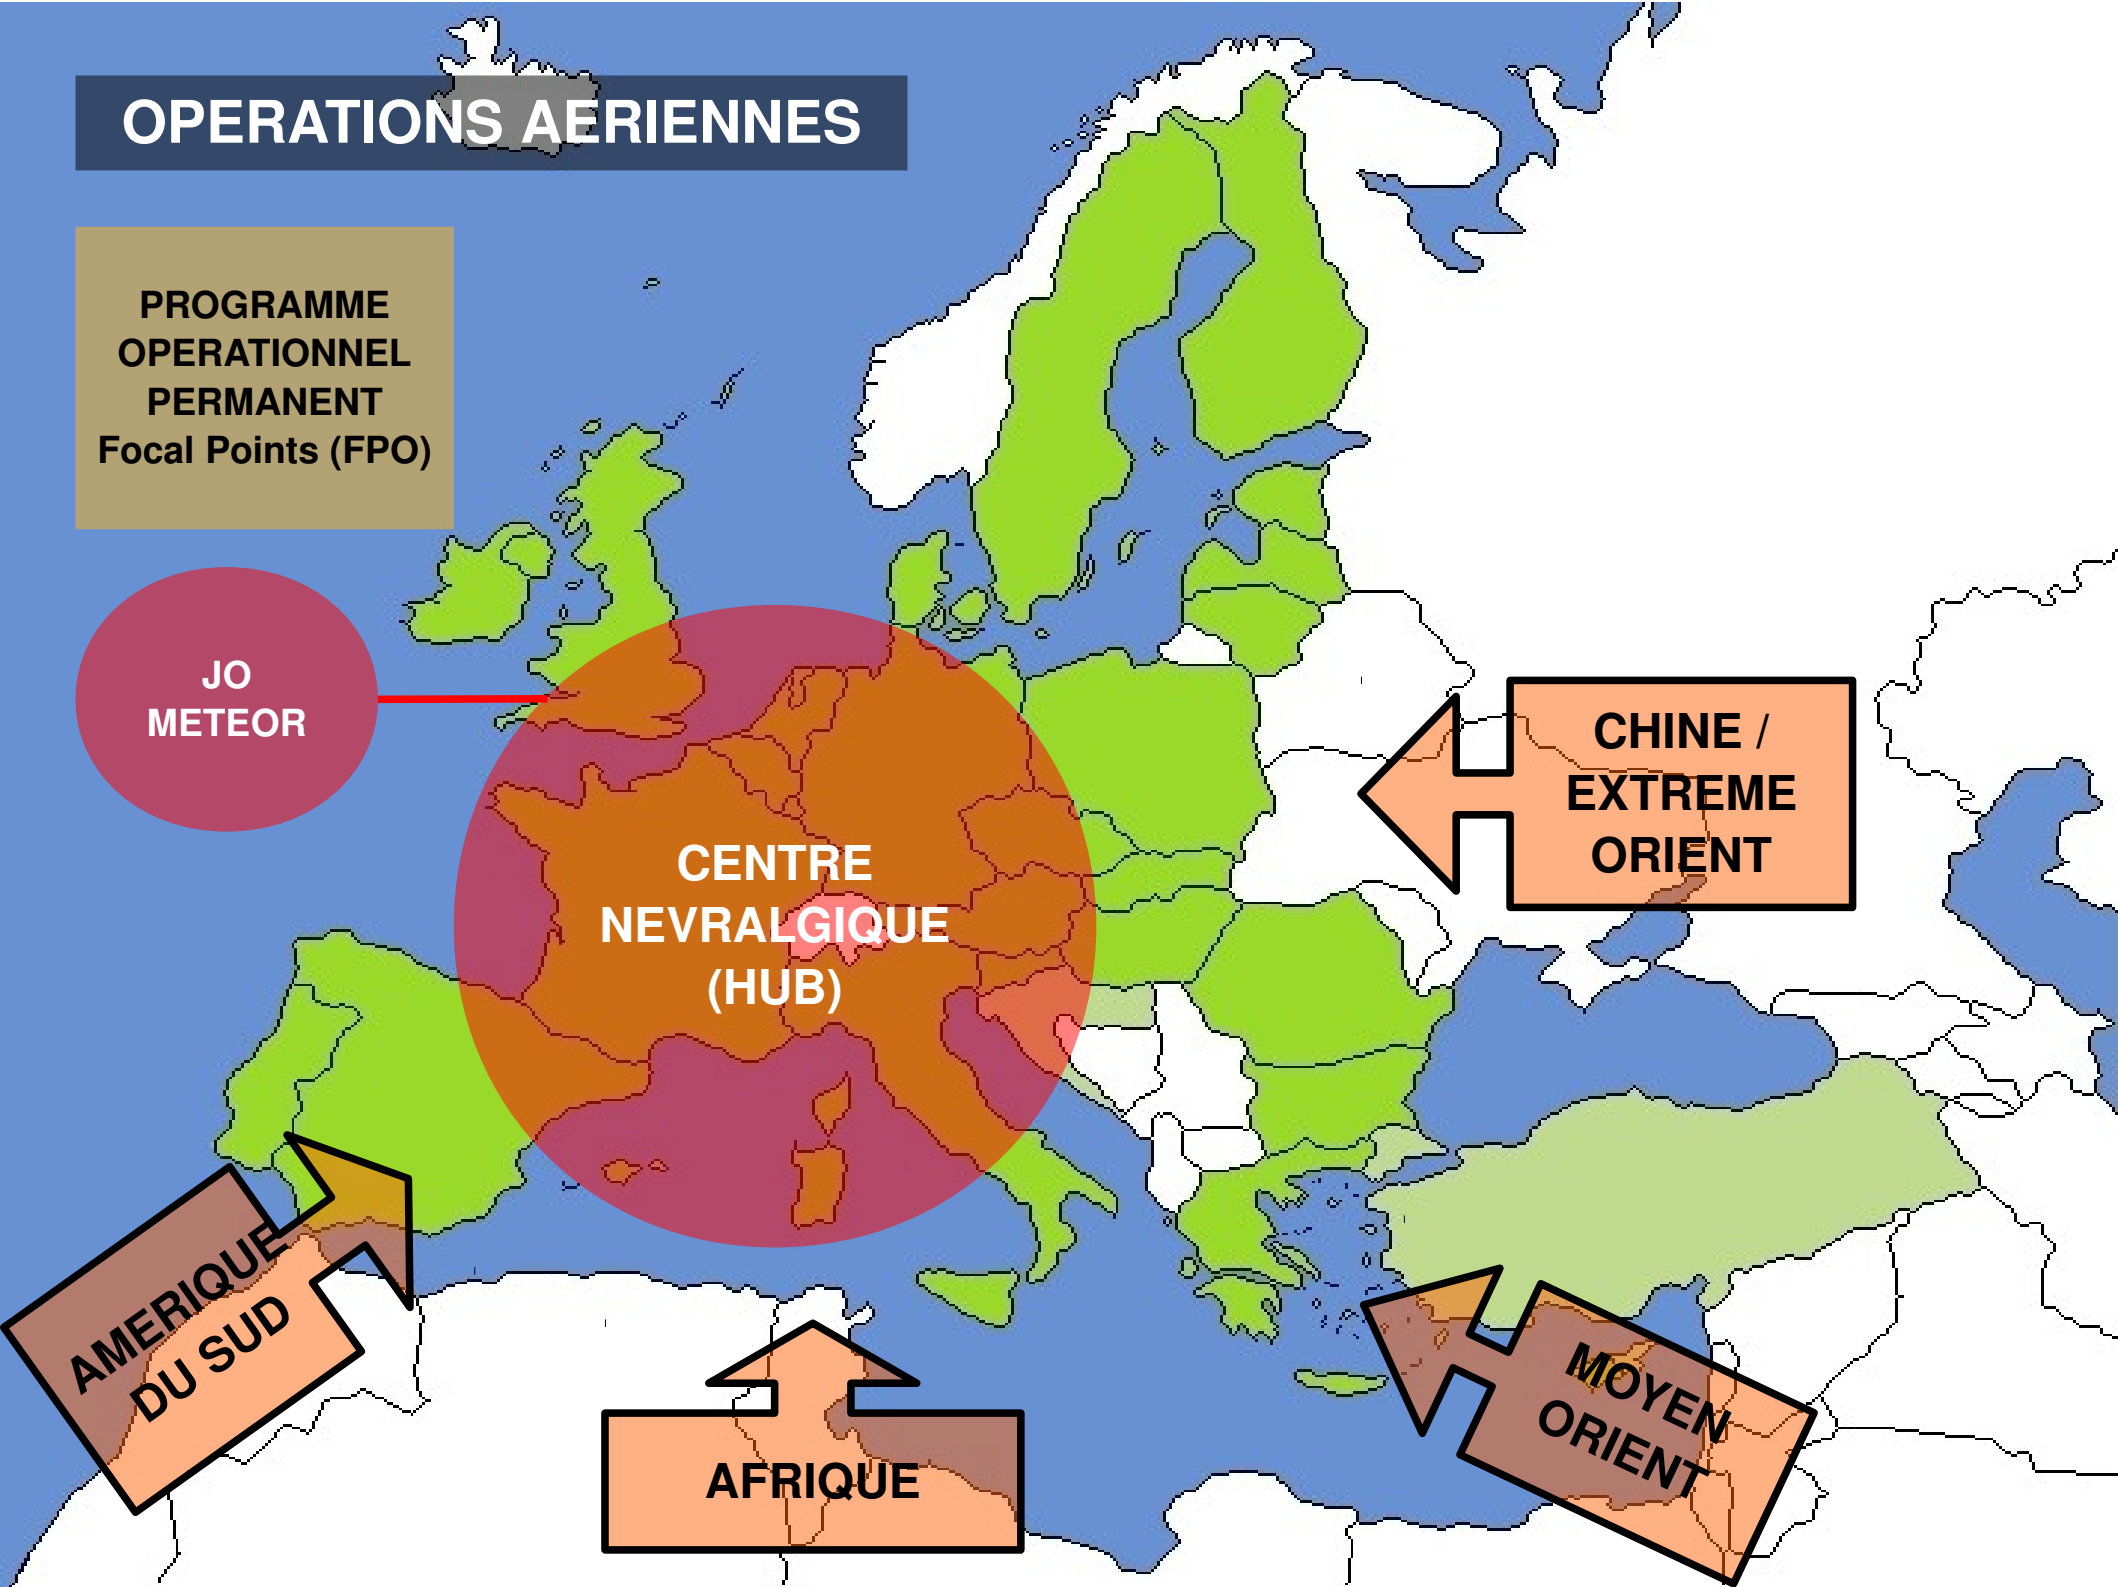 OPERATIONS AERIENNES
PROGRAMME
OPERATIONNEL
PERMANENT
Focal Points (FPO)
JO
METEOR
CENTRE
NEVRALGIQUE
(HUB)
CHINE /
EXTREME
ORIENT
AMERIQUE
DU SUD
AFRIQUE
MOYEN
ORIENT